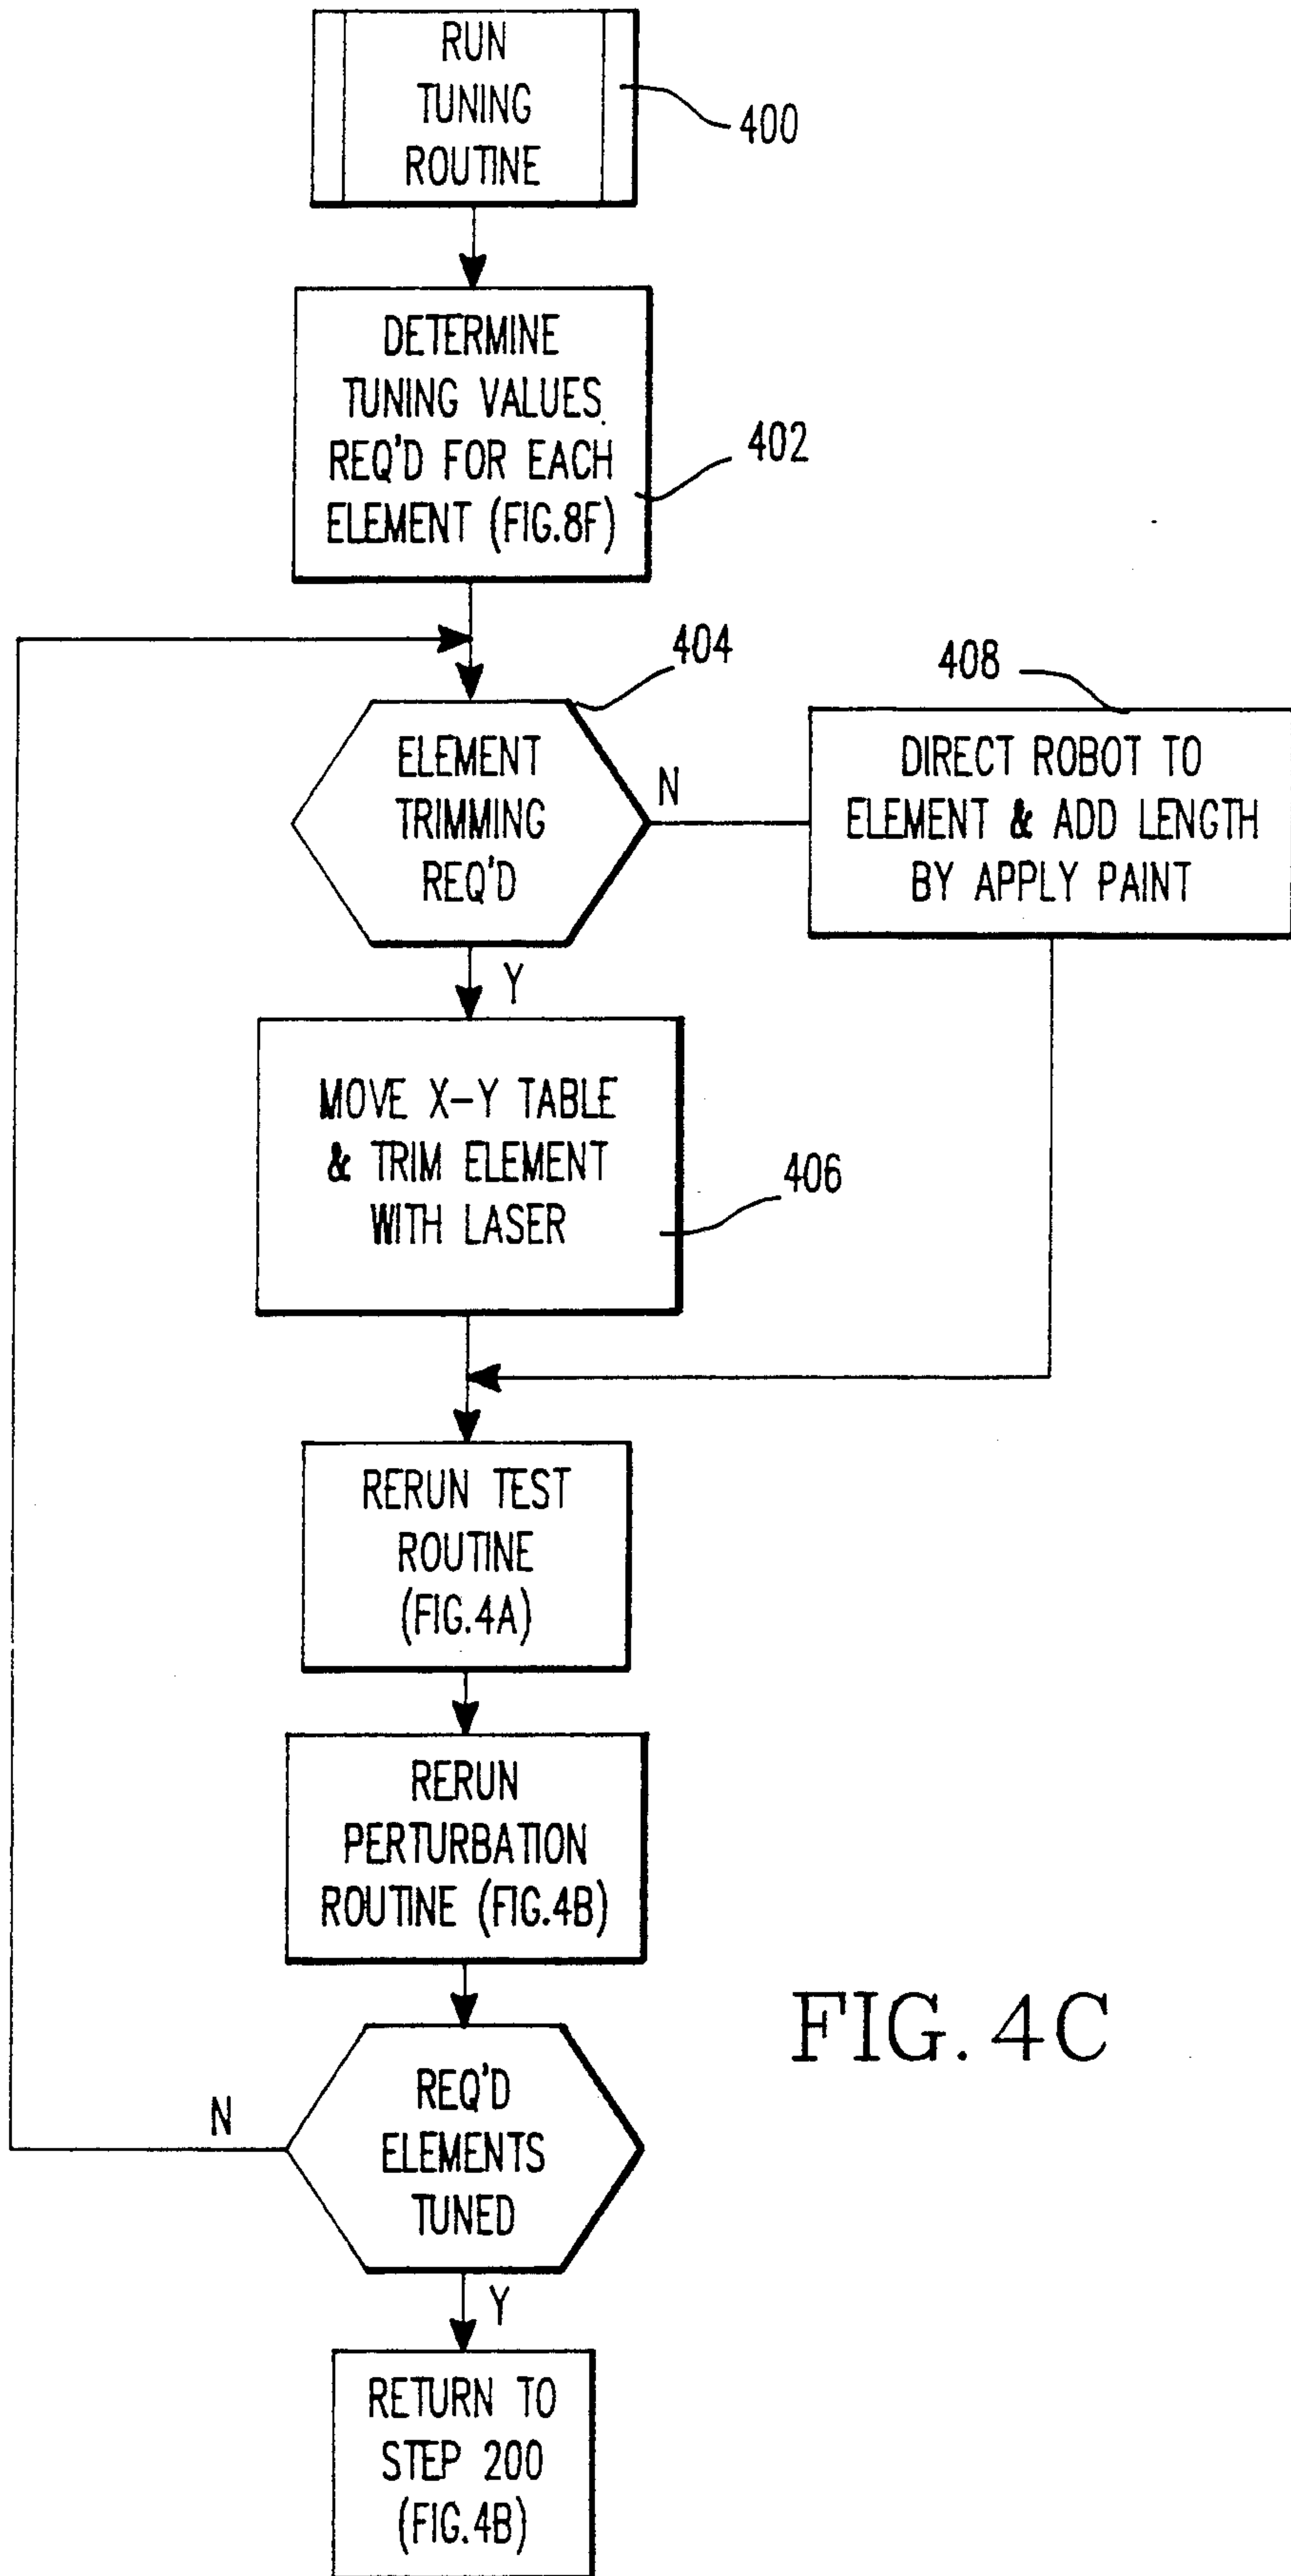 RUN
TUNING
ROUTINE
400
DETERMINE
TUNING VALUES
REQ'D FOR EACH
ELEMENT (FIG.8F)
402
404
ELEMENT
TRIMMING
REQ'D
N
408
DIRECT ROBOT TO
ELEMENT & ADD LENGTH
BY APPLY PAINT
Y
MOVE X-Y TABLE
& TRIM ELEMENT
WITH LASER
406
RERUN TEST
ROUTINE
(FIG.4A)
RERUN
PERTURBATION
ROUTINE (FIG.4B)
REQ'D
ELEMENTS
TUNED
N
Y
RETURN TO
STEP 200
(FIG.4B)
FIG. 4C